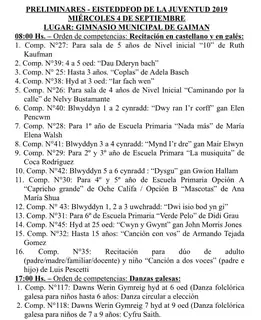 PRELIMINARES - EISTEDDFOD DE LA JUVENTUD 2019
MIÉRCOLES 4 DE SEPTIEMBRE
LUGAR: GIMNASIO MUNICIPAL DE GAIMAN
08:00 Hs. – Orden de competencias: Recitación en castellano y en galés:
1. Comp. N°27: Para sala de 5 años de Nivel inicial “10” de Ruth
Kaufman
2. Comp. N°39: 4 a 5 oed: “Dau Dderyn bach”
3. Comp. N° 25: Hasta 3 años. “Coplas” de Adela Basch
4. Comp. N°38: Hyd at 3 oed: “Iar fach wen”
5. Comp. N°26: Para sala de 4 años de Nivel Inicial “Caminando por la
calle” de Nelvy Bustamante
6. Comp. N°40: Blwyddyn 1 a 2 cynradd: “Dwy ran I’r corff” gan Elen
Pencwm
7. Comp. N°28: Para 1º año de Escuela Primaria “Nada más” de María
Elena Walsh
8. Comp. N°41: Blwyddyn 3 a 4 cynradd: “Mynd I’r dre” gan Mair Elwyn
9. Comp. N°29: Para 2º y 3º año de Escuela Primaria “La musiquita” de
Coca Rodríguez
10. Comp. N°42: Blwyddyn 5 a 6 cynradd: “Dysgu” gan Gwion Hallam
11. Comp. N°30: Para 4º y 5º año de Escuela Primaria Opción A
“Capricho grande” de Oche Califa / Opción B “Mascotas” de Ana
María Shua
12. Comp. N° 43: Blwyddyn 1, 2 a 3 uwchradd: “Dwi isio bod yn gi”
13. Comp. N°31: Para 6º de Escuela Primaria “Verde Pelo” de Didi Grau
14. Comp. N°45: Hyd at 25 oed: “Cwyn y Gwynt” gan John Morris Jones
15. Comp. N°32: Hasta 15 años: “Canción con vos” de Armando Tejada
Gomez
16. Comp. N°35: Recitación para dúo de adulto
(padre/madre/familiar/docente) y niño “Canción a dos voces” (padre e
hijo) de Luis Pescetti
17:00 Hs. – Orden de competencias: Danzas galesas:
1. Comp. N°117: Dawns Werin Gymreig hyd at 6 oed (Danza folclórica
galesa para niños hasta 6 años: Danza circular a elección
2. Comp. N°118: Dawns Werin Gymreig 7 hyd at 9 oed (Danza folclórica
galesa para niños de 7 a 9 años: Cyfru Saith.